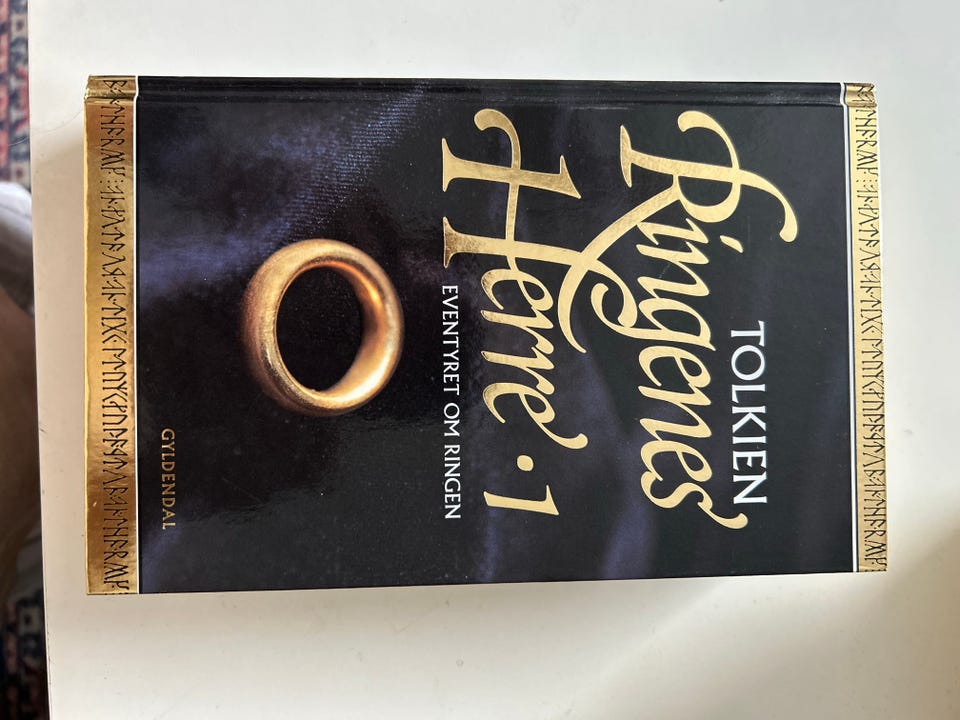 TOLKIEN
Ringenes
Herre · 1
EVENTYRET OM RINGEN
GYLDENDAL